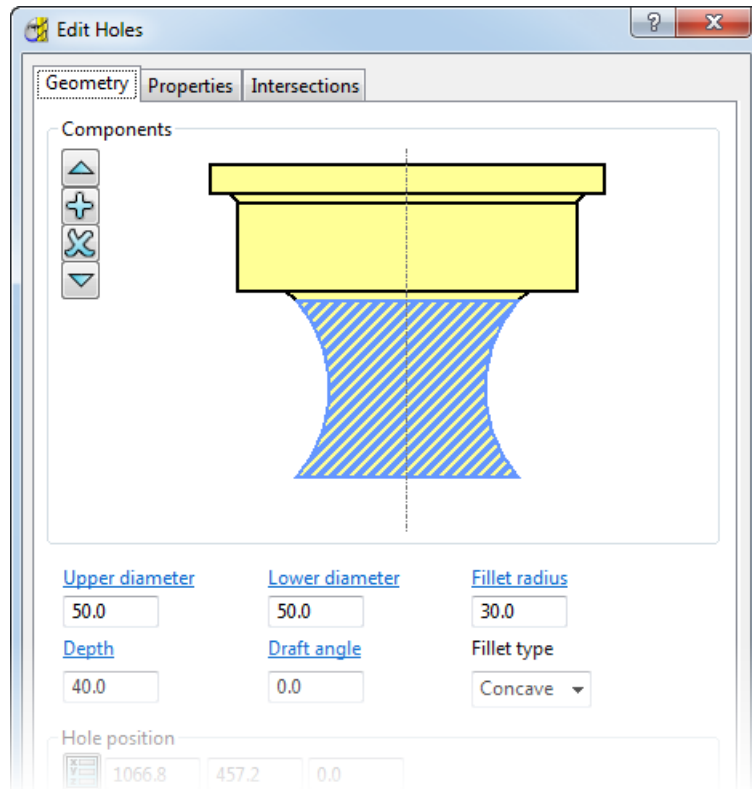 Edit Holes
Geometry Properties Intersections
Components
Upper diameter Lower diameter Fillet radius
50.0 50.0 30.0
Depth Draft angle Fillet type
40.0 0.0 Concave
Hole position
1066.8 457.2 0.0